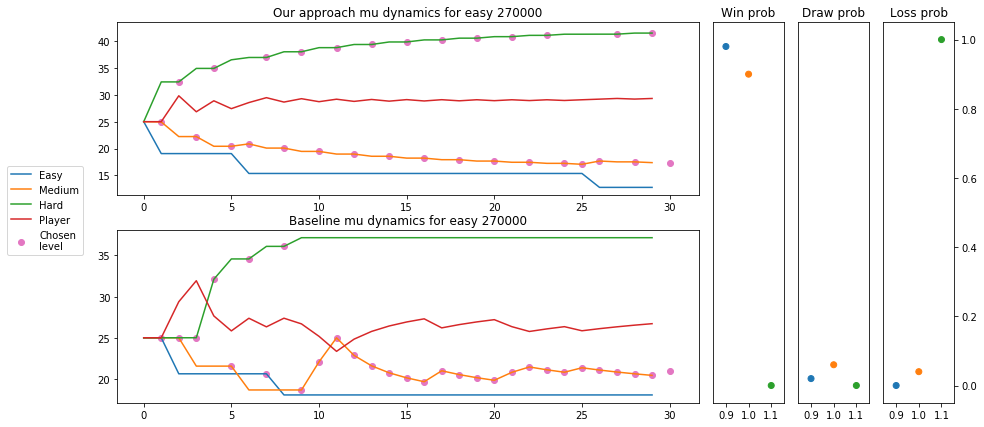 Our approach mu dynamics for easy 270000
40
35
30
25
20
15
0 5 10 15 20 25 30
Baseline mu dynamics for easy 270000
35
30
25
20
0 5 10 15 20 25 30
Easy
Medium
Hard
Player
Chosen
level
Win prob
0.9 1.0 1.1
Draw prob
0.9 1.0 1.1
Loss prob
0.9 1.0 1.1
1.0
0.8
0.6
0.4
0.2
0.0